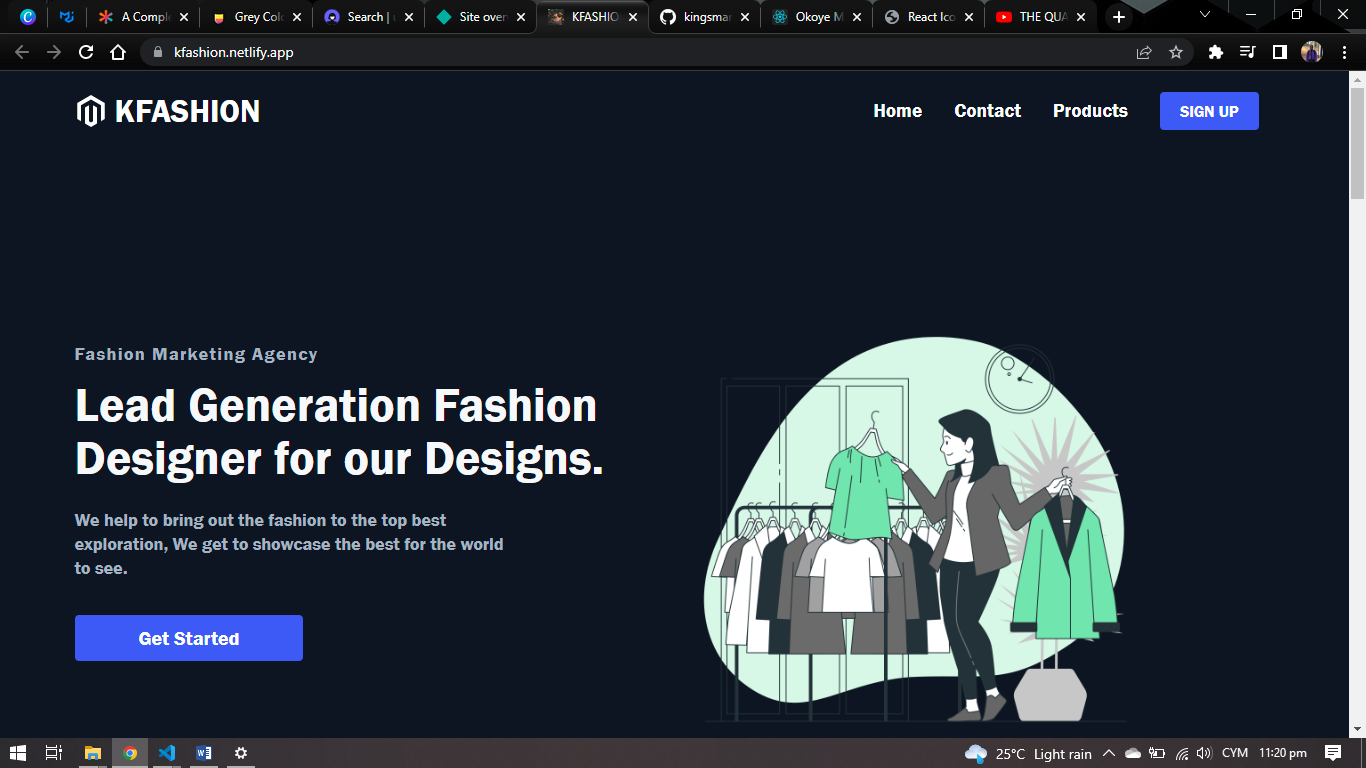 A Comple
Grey Colo
Search | u
Site over
KFASHIO
kingsmar
Okoye M
React Ico
THE QUA
kfashion.netlify.app
KFASHION
Home
Contact
Products
SIGN UP
Fashion Marketing Agency
Lead Generation Fashion
Designer for our Designs.
We help to bring out the fashion to the top best
exploration, We get to showcase the best for the world
to see.
Get Started
25°C Light rain
CYM
11:20 pm